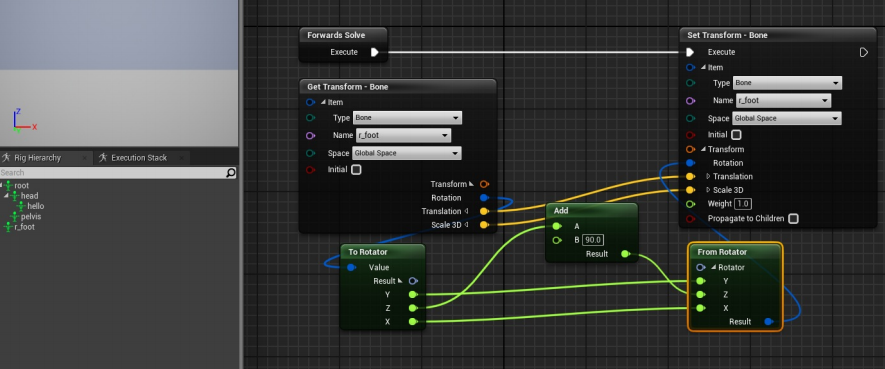 Forwards Solve
Execute
Get Transform - Bone
Item
Type Bone
Name r_foot
Space Global Space
Initial
Transform
Rotation
Translation
Scale 3D
To Rotator
Value
Result
Y
Z
X
Add
A
B 90.0
Result
Set Transform - Bone
Execute
Item
Type Bone
Name r_foot
Space Global Space
Initial
Transform
Rotation
Translation
Scale 3D
Weight 1.0
Propagate to Children
From Rotator
Rotator
Y
Z
X
Result
Z
X
Rig Hierarchy
Execution Stack
Search
root
head
hello
pelvis
r_foot